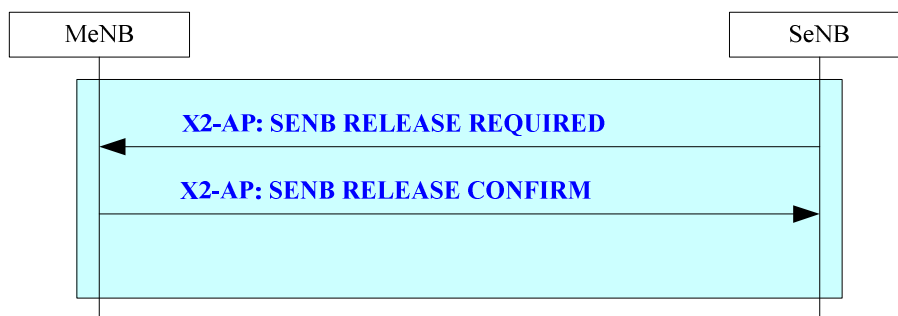 MeNB
SeNB
X2-AP: SENB RELEASE REQUIRED
X2-AP: SENB RELEASE CONFIRM